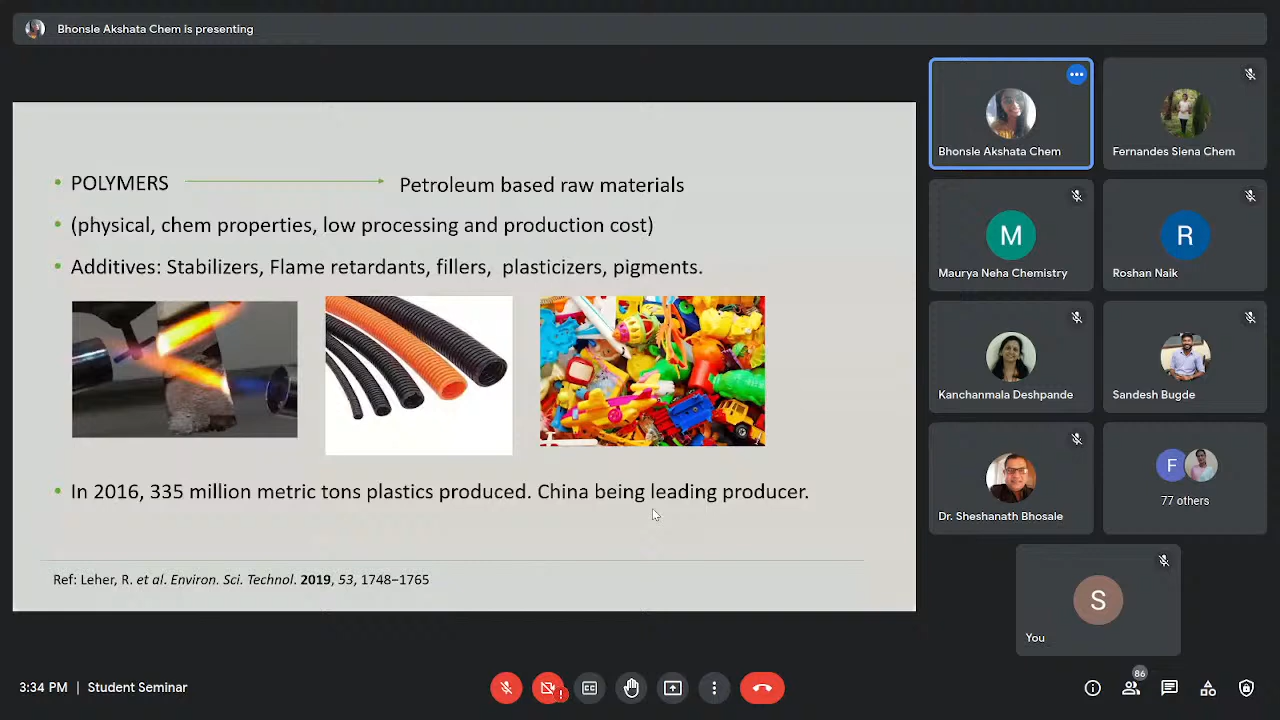 Bhonsle Akshata Chem is presenting
• POLYMERS
Petroleum based raw materials
• (physical, chem properties, low processing and production cost)
• Additives: Stabilizers, Flame retardants, fillers, plasticizers, pigments.
• In 2016, 335 million metric tons plastics produced. China being leading producer.
Ref: Leher, R. et al. Environ. Sci. Technol. 2019, 53, 1748–1765
Bhonsle Akshata Chem
Fernandes Siena Chem
M
Maurya Neha Chemistry
R
Roshan Naik
Kanchanmala Deshpande
Sandesh Bugde
Dr. Sheshanath Bhosale
F
77 others
S
You
3:34 PM | Student Seminar
!
CC
86